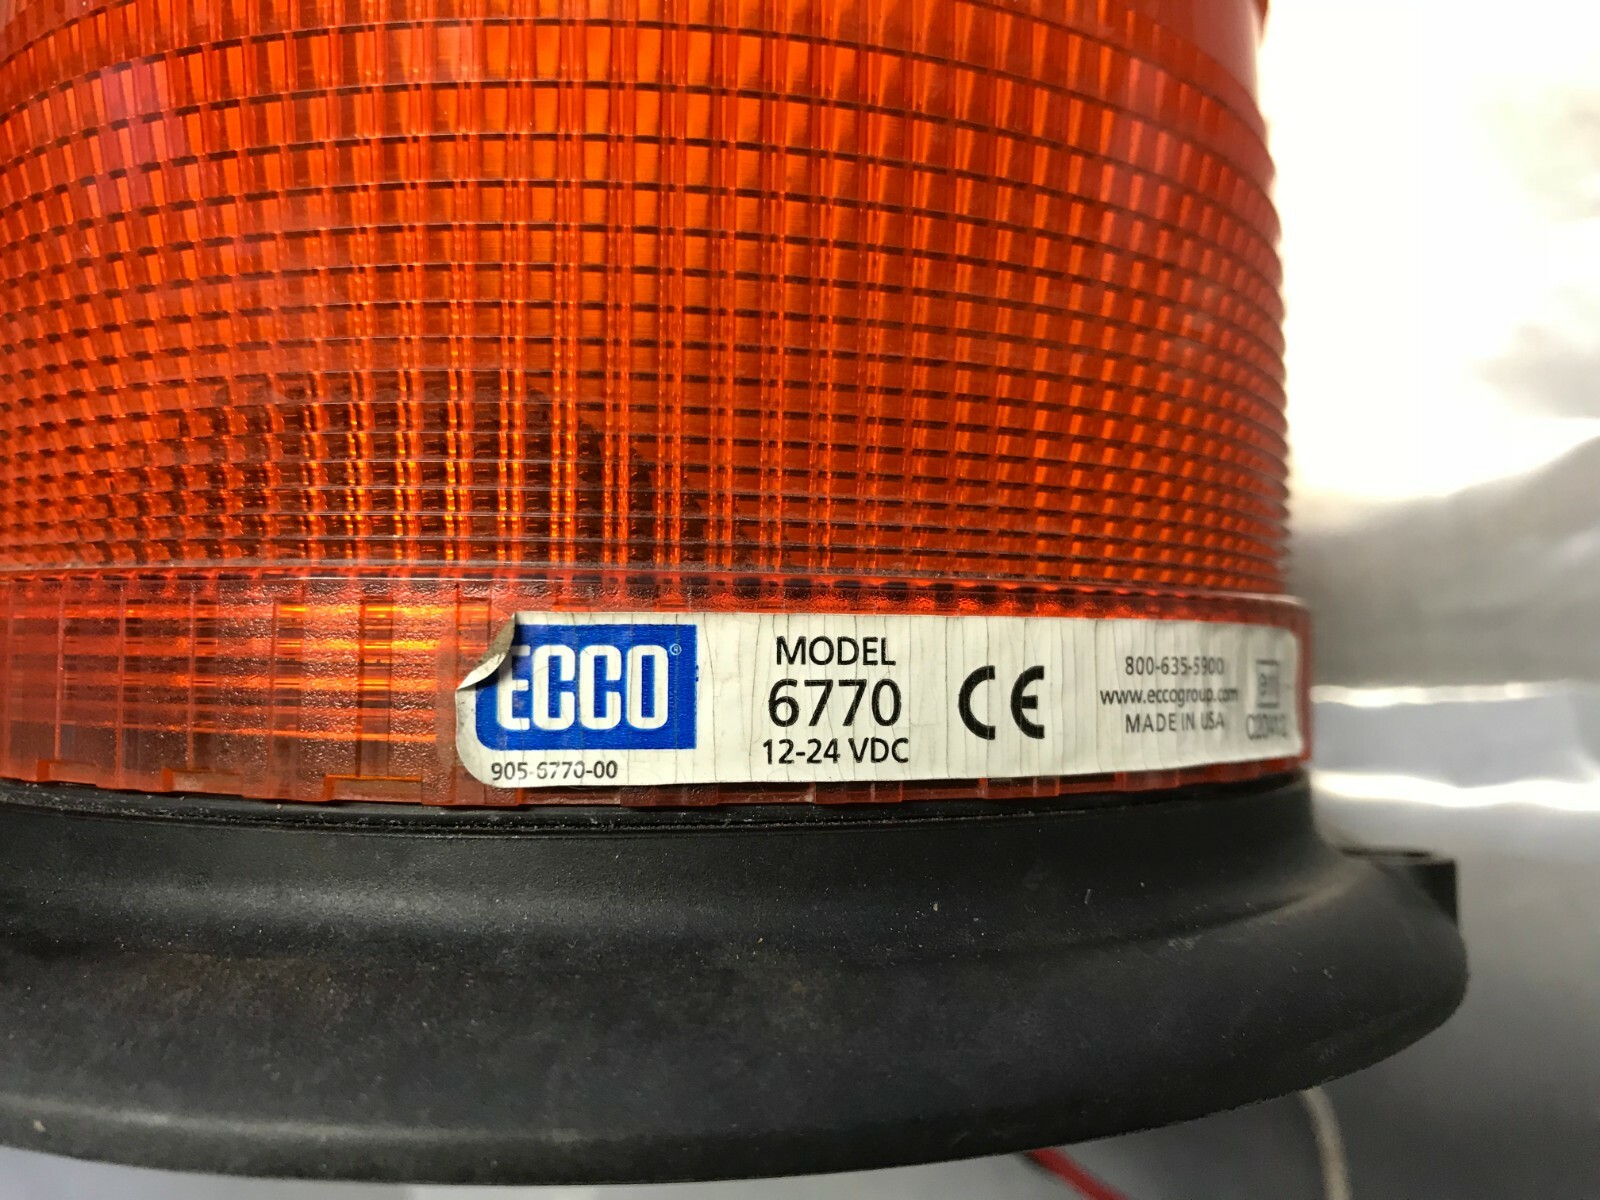 ECCO®
905-6770-00
MODEL
6770
12-24 VDC
CE
800-635-5900
www.eccogroup.com
MADE IN USA